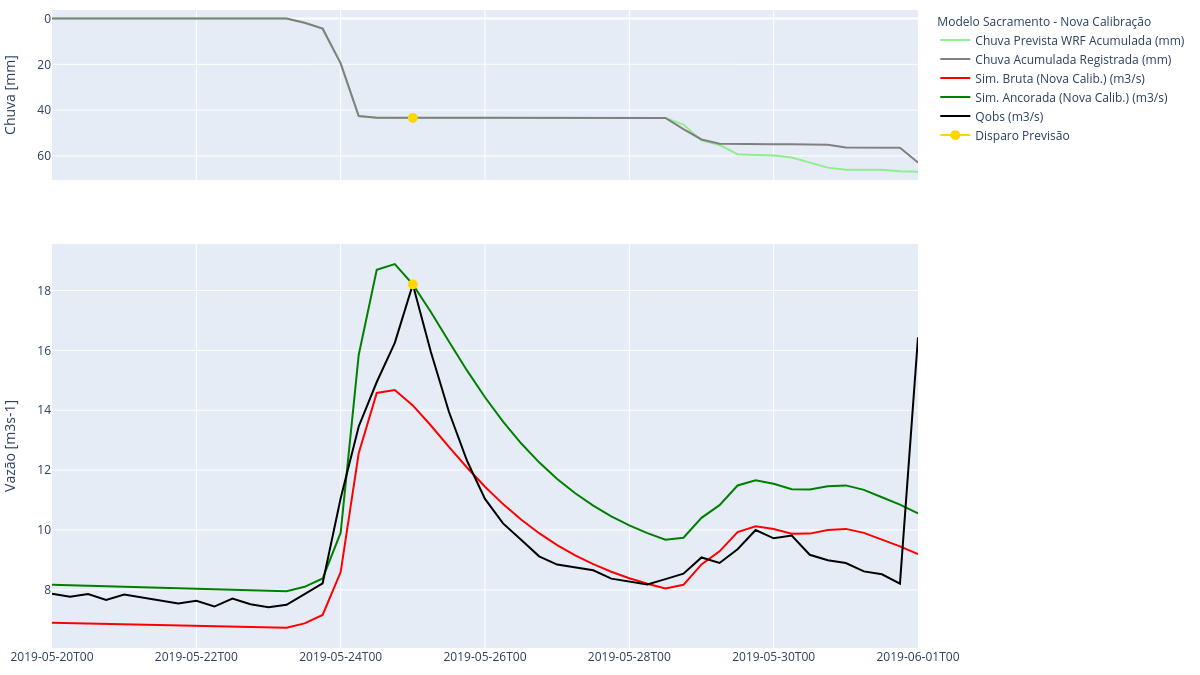 Modelo Sacramento - Nova Calibração
Chuva Prevista WRF Acumulada (mm)
Chuva Acumulada Registrada (mm)
Sim. Bruta (Nova Calib.) (m3/s)
Sim. Ancorada (Nova Calib.) (m3/s)
Qobs (m3/s)
Disparo Previsão
Chuva [mm]
0
20
40
60
Vazão [m3s-1]
18
16
14
12
10
8
2019-05-20T00 2019-05-22T00 2019-05-24T00 2019-05-26T00 2019-05-28T00 2019-05-30T00 2019-06-01T00